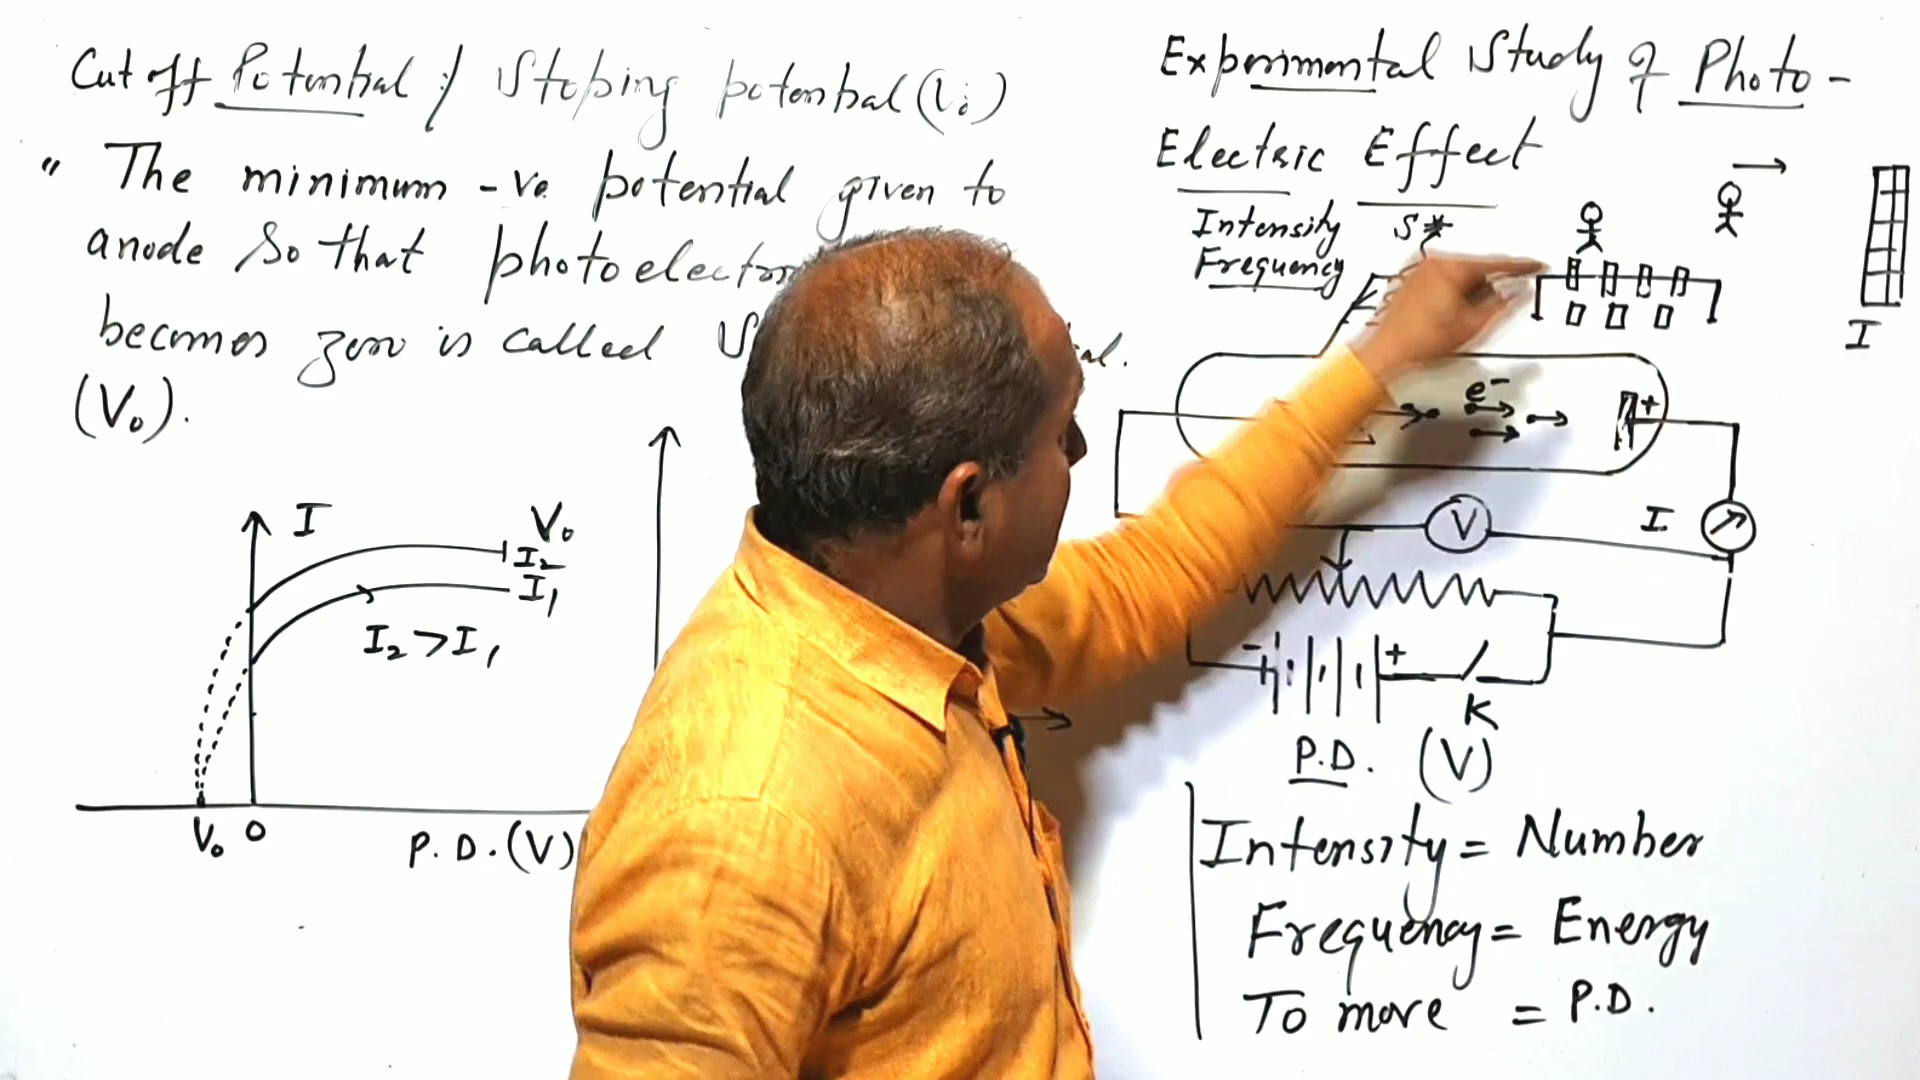 Cut off Potential / Stoping potential (V₀)
" The minimum -ve potential given to
anode so that
becomes zero is called
(V₀).
I
V₀
I₂
I₁
I₂ > I₁
V₀ 0
P.D. (V)
Experimental Study of Photo-
Electric Effect
Intensity
Frequency
S
I
e⁻
+
V
I
- +
K
P.D. (V)
Intensity = Number
Frequency = Energy
To move = P.D.